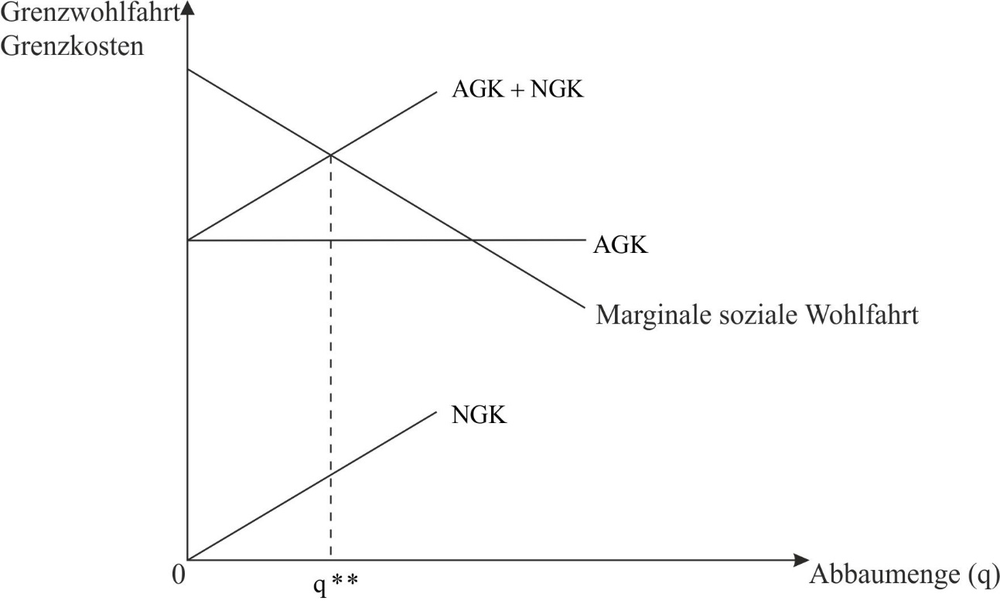 Grenzwohlfahrt
Grenzkosten
AGK + NGK
AGK
Marginale soziale Wohlfahrt
NGK
0
q**
Abbaumenge (q)